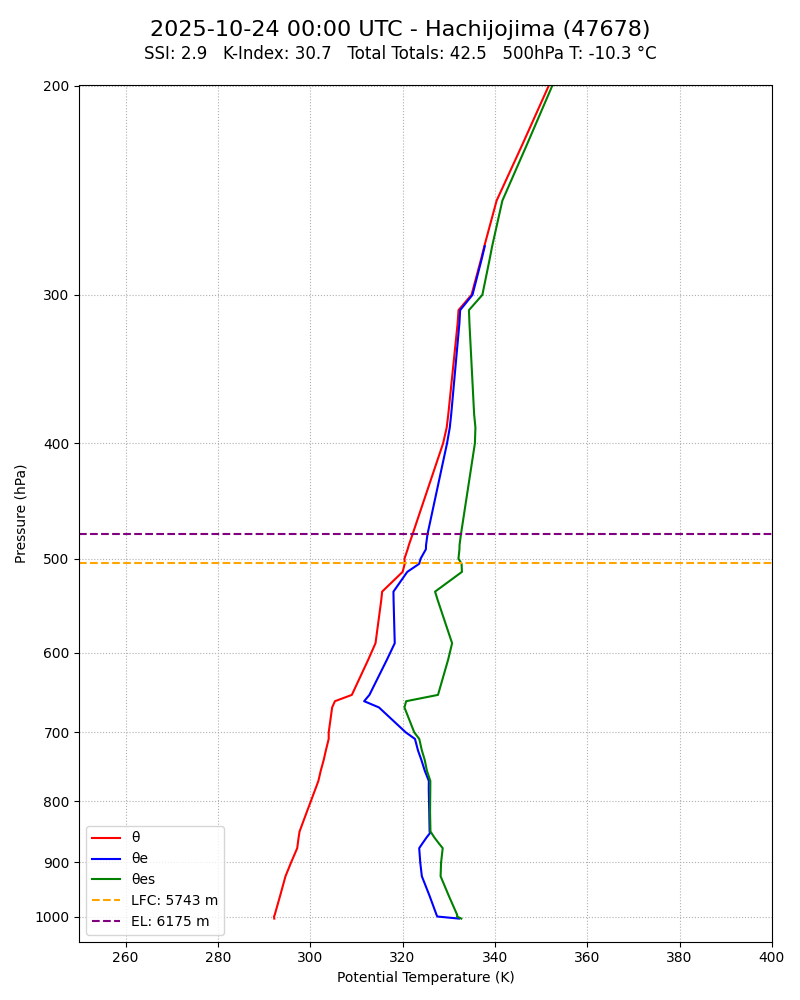 2025-10-24 00:00 UTC - Hachijojima (47678)
SSI: 2.9   K-Index: 30.7   Total Totals: 42.5   500hPa T: -10.3 °C
200
300
400
500
600
700
800
900
1000
Pressure (hPa)
θ
θe
θes
LFC: 5743 m
EL: 6175 m
260 280 300 320 340 360 380 400
Potential Temperature (K)